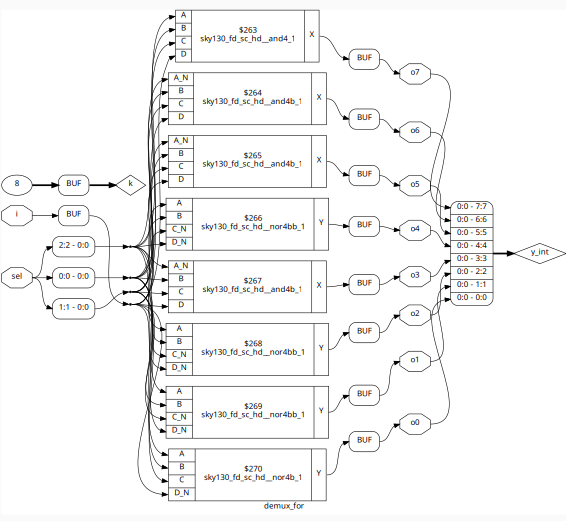 A
B
C
D
$263
sky130_fd_sc_hd__and4_1
X
BUF
o7
A_N
B
C
D
$264
sky130_fd_sc_hd__and4b_1
X
BUF
o6
A_N
B
C
D
$265
sky130_fd_sc_hd__and4b_1
X
BUF
o5
8
BUF
k
i
BUF
sel
2:2 - 0:0
0:0 - 0:0
1:1 - 0:0
A
B
C_N
D_N
$266
sky130_fd_sc_hd__nor4bb_1
Y
BUF
o4
A_N
B
C
D
$267
sky130_fd_sc_hd__and4b_1
X
BUF
o3
A
B
C_N
D_N
$268
sky130_fd_sc_hd__nor4bb_1
Y
BUF
o2
A
B
C_N
D_N
$269
sky130_fd_sc_hd__nor4bb_1
Y
BUF
o1
A
B
C
D_N
$270
sky130_fd_sc_hd__nor4b_1
Y
BUF
o0
0:0 - 7:7
0:0 - 6:6
0:0 - 5:5
0:0 - 4:4
0:0 - 3:3
0:0 - 2:2
0:0 - 1:1
0:0 - 0:0
y_int
demux_for